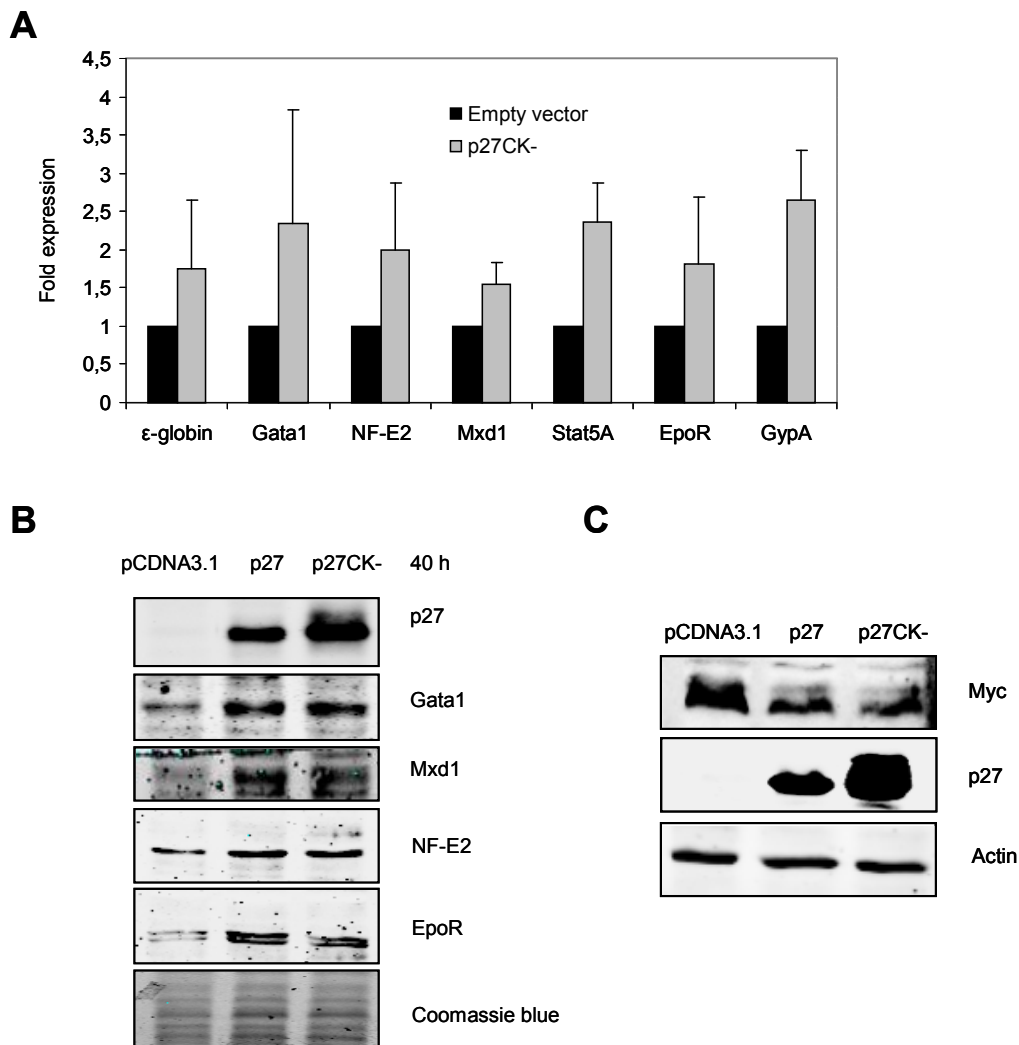 A
4,5
4
3,5
3
2,5
2
1,5
1
0,5
0
Fold expression
Empty vector
p27CK-
ε-globin Gata1 NF-E2 Mxd1 Stat5A EpoR GypA
B
pCDNA3.1 p27 p27CK- 40 h
p27
Gata1
Mxd1
NF-E2
EpoR
Coomassie blue
C
pCDNA3.1 p27 p27CK-
Myc
p27
Actin